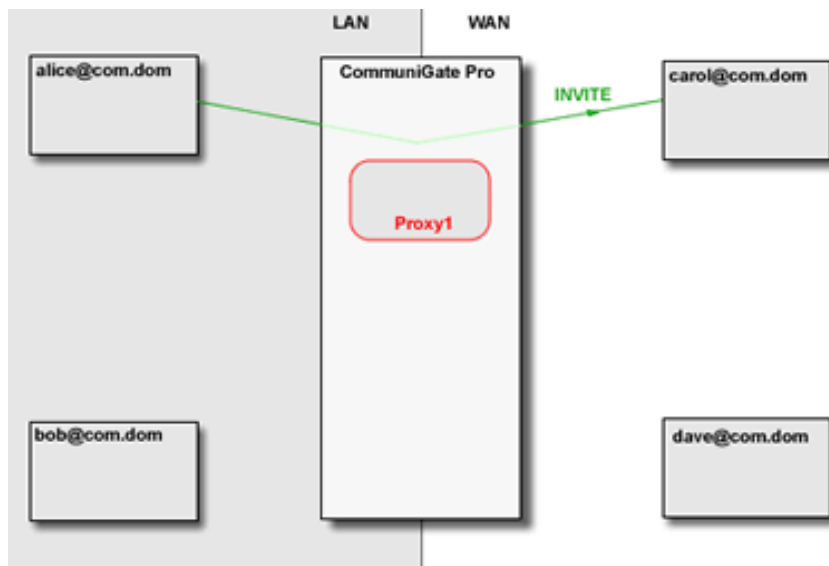 LAN
WAN
alice@com.dom
CommuniGate Pro
carol@com.dom
INVITE
Proxy1
bob@com.dom
dave@com.dom